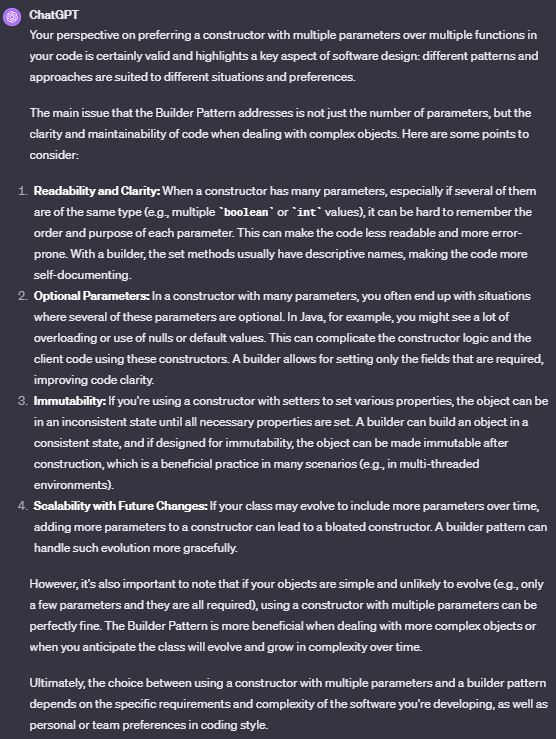 ChatGPT
Your perspective on preferring a constructor with multiple parameters over multiple functions in
your code is certainly valid and highlights a key aspect of software design: different patterns and
approaches are suited to different situations and preferences.
The main issue that the Builder Pattern addresses is not just the number of parameters, but the
clarity and maintainability of code when dealing with complex objects. Here are some points to
consider:
1. Readability and Clarity: When a constructor has many parameters, especially if several of them
are of the same type (e.g., multiple `boolean` or `int` values), it can be hard to remember the
order and purpose of each parameter. This can make the code less readable and more error-
prone. With a builder, the set methods usually have descriptive names, making the code more
self-documenting.
2. Optional Parameters: In a constructor with many parameters, you often end up with situations
where several of these parameters are optional. In Java, for example, you might see a lot of
overloading or use of nulls or default values. This can complicate the constructor logic and the
client code using these constructors. A builder allows for setting only the fields that are required,
improving code clarity.
3. Immutability: If you're using a constructor with setters to set various properties, the object can be
in an inconsistent state until all necessary properties are set. A builder can build an object in a
consistent state, and if designed for immutability, the object can be made immutable after
construction, which is a beneficial practice in many scenarios (e.g., in multi-threaded
environments).
4. Scalability with Future Changes: If your class may evolve to include more parameters over time,
adding more parameters to a constructor can lead to a bloated constructor. A builder pattern can
handle such evolution more gracefully.
However, it's also important to note that if your objects are simple and unlikely to evolve (e.g., only
a few parameters and they are all required), using a constructor with multiple parameters can be
perfectly fine. The Builder Pattern is more beneficial when dealing with more complex objects or
when you anticipate the class will evolve and grow in complexity over time.
Ultimately, the choice between using a constructor with multiple parameters and a builder pattern
depends on the specific requirements and complexity of the software you're developing, as well as
personal or team preferences in coding style.